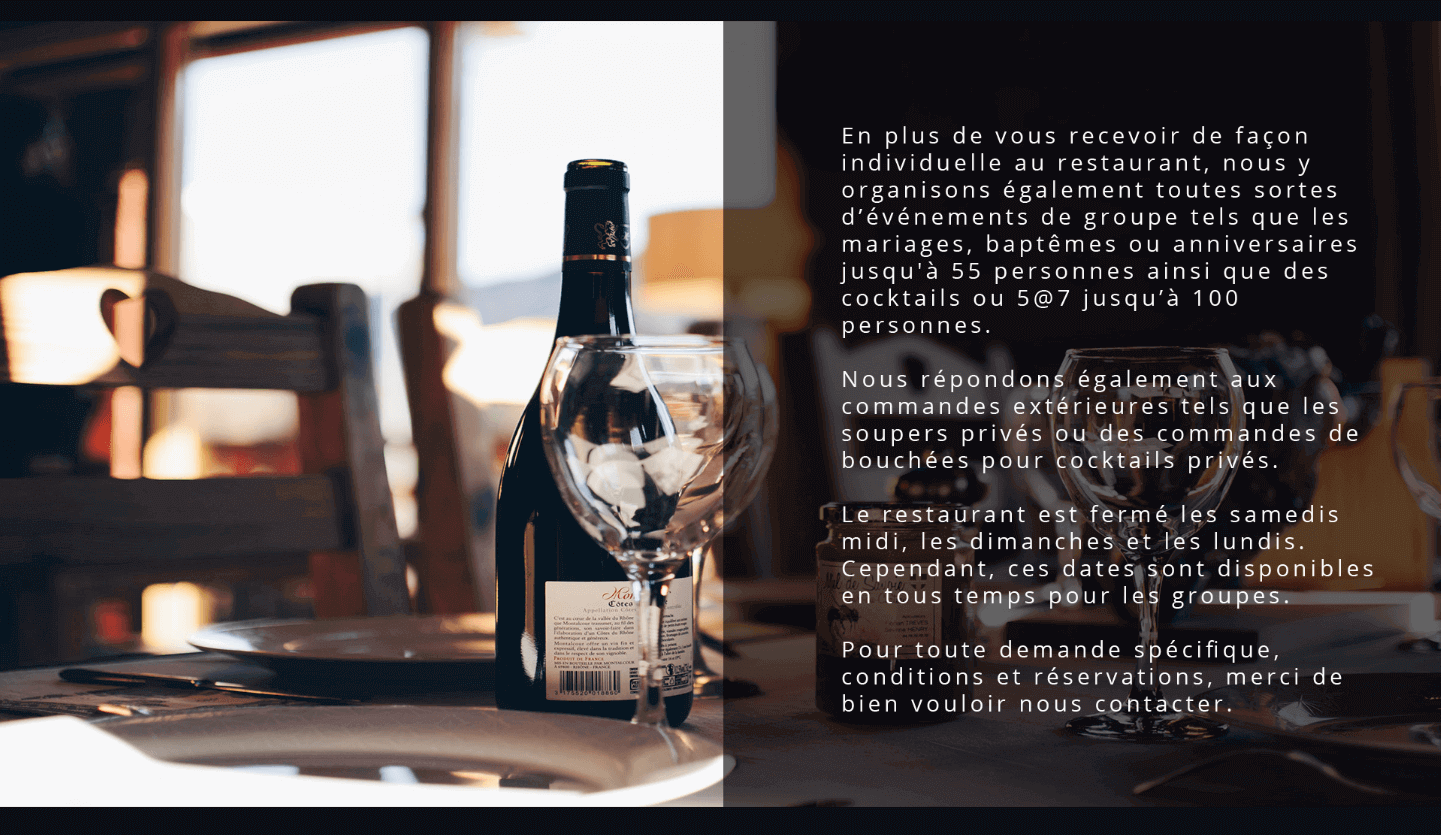 En plus de vous recevoir de façon
individuelle au restaurant, nous y
organisons également toutes sortes
d’événements de groupe tels que les
mariages, baptêmes ou anniversaires
jusqu'à 55 personnes ainsi que des
cocktails ou 5@7 jusqu’à 100
personnes.
Nous répondons également aux
commandes extérieures tels que les
soupers privés ou des commandes de
bouchées pour cocktails privés.
Le restaurant est fermé les samedis
midi, les dimanches et les lundis.
Cependant, ces dates sont disponibles
en tous temps pour les groupes.
Pour toute demande spécifique,
conditions et réservations, merci de
bien vouloir nous contacter.
Côtes
Appellation